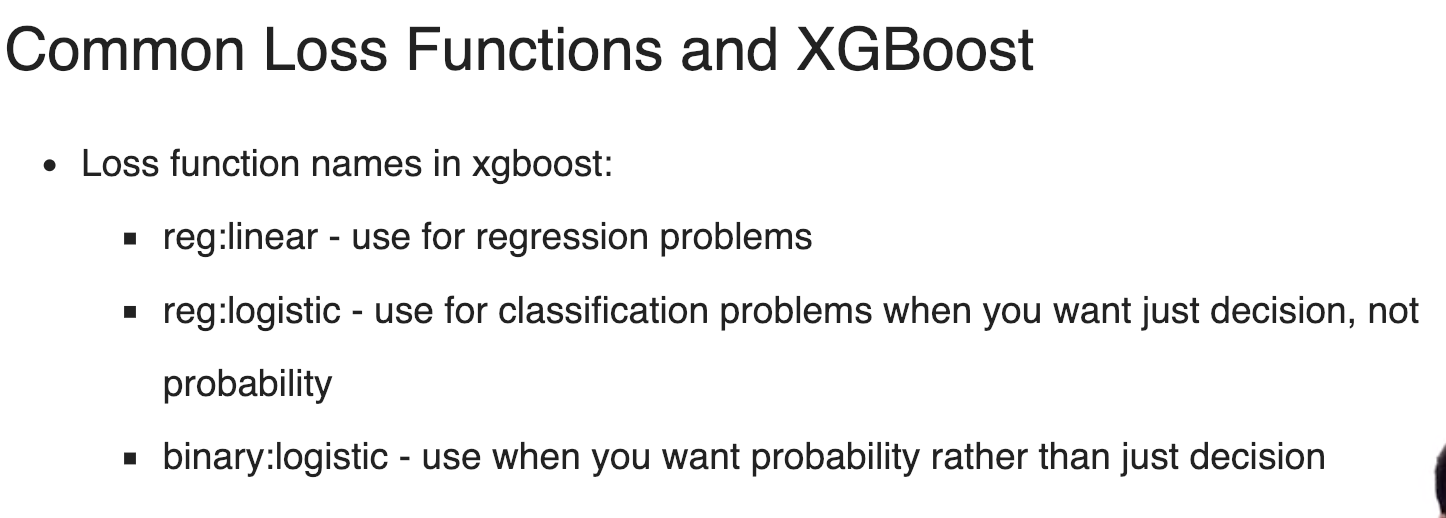 Common Loss Functions and XGBoost
• Loss function names in xgboost:
▪ reg:linear - use for regression problems
▪ reg:logistic - use for classification problems when you want just decision, not
probability
▪ binary:logistic - use when you want probability rather than just decision